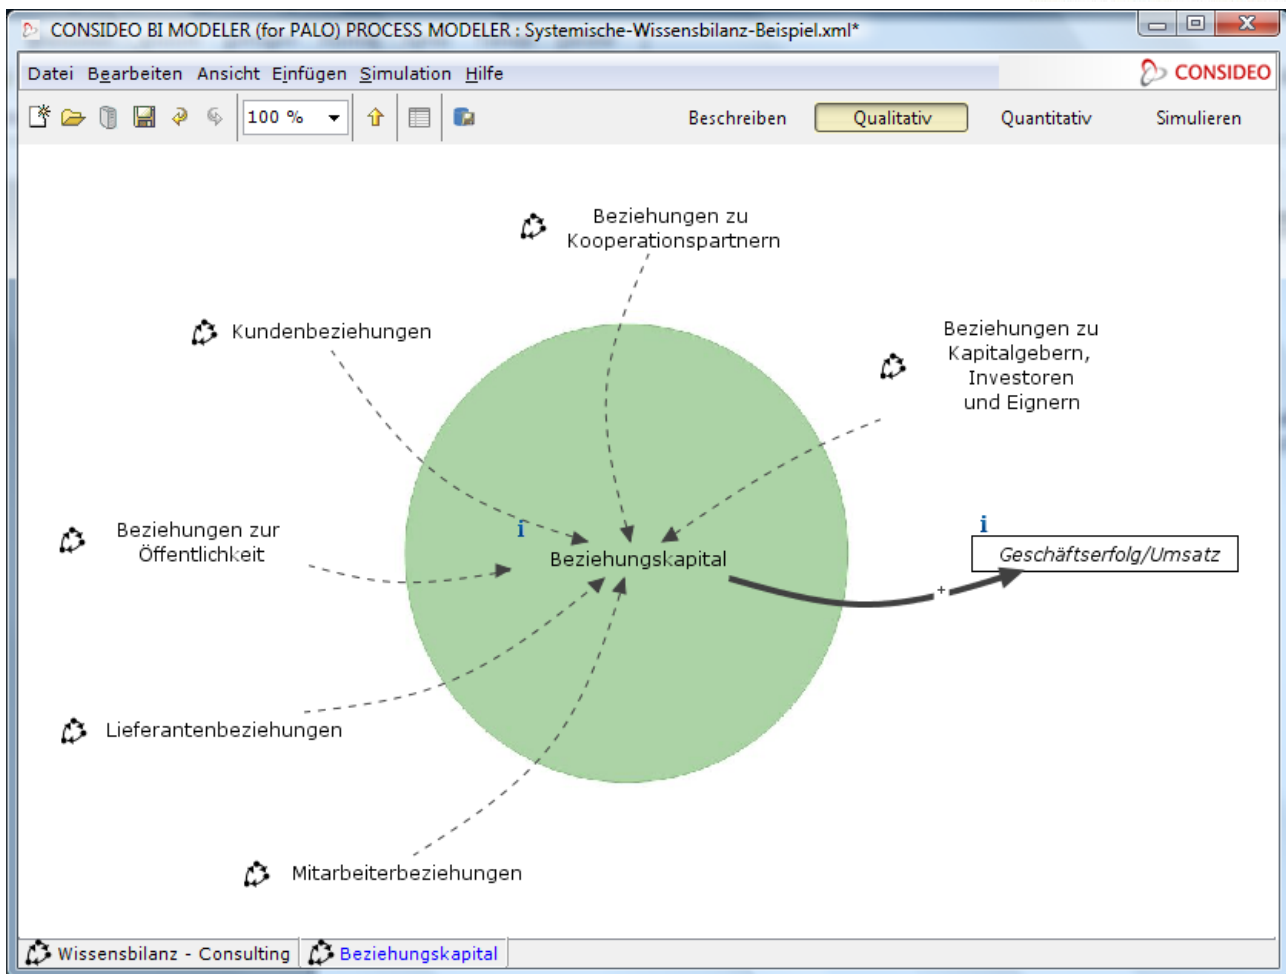 CONSIDEO BI MODELER (for PALO) PROCESS MODELER : Systemische-Wissensbilanz-Beispiel.xml*
Datei Bearbeiten Ansicht Einfügen Simulation Hilfe
CONSIDEO
100 %
Beschreiben Qualitativ Quantitativ Simulieren
Beziehungen zu
Kooperationspartnern
Kundenbeziehungen
Beziehungen zu
Kapitalgebern,
Investoren
und Eignern
Beziehungen zur
Öffentlichkeit
i
Beziehungskapital
i
Geschäftserfolg/Umsatz
+
Lieferantenbeziehungen
Mitarbeiterbeziehungen
Wissensbilanz - Consulting Beziehungskapital